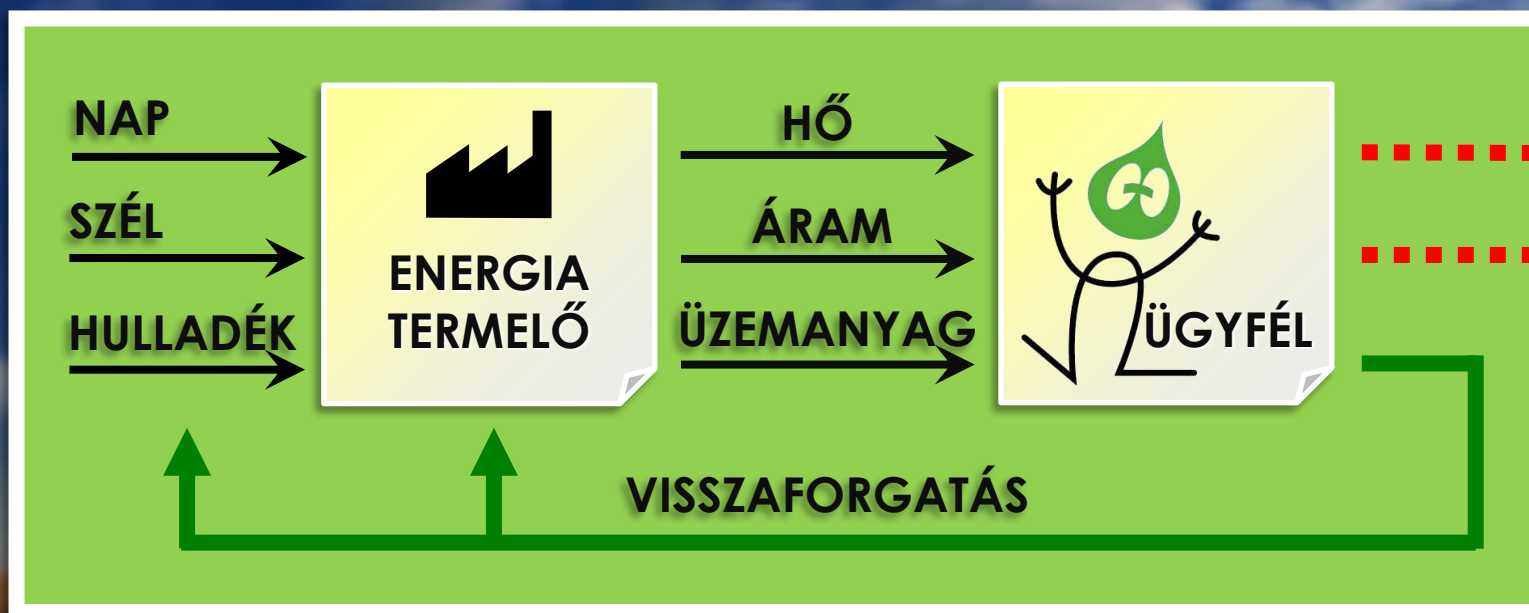 NAP
SZÉL
HULLADÉK
ENERGIA
TERMELŐ
HŐ
ÁRAM
ÜZEMANYAG
ÜGYFÉL
VISSZAFORGATÁS